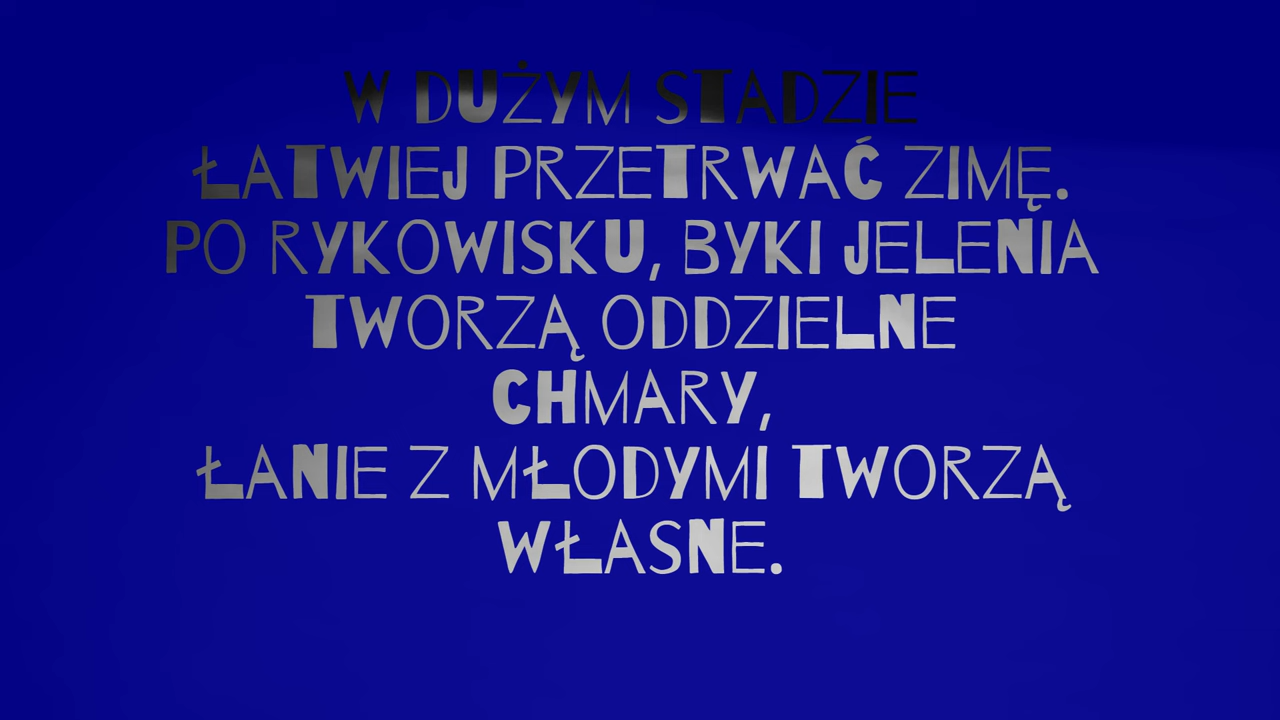 W DUŻYM STADZIE
ŁATWIEJ PRZETRWAĆ ZIMĘ.
PO RYKOWISKU, BYKI JELENIA
TWORZĄ ODDZIELNE
CHMARY,
ŁANIE Z MŁODYMI TWORZĄ
WŁASNE.